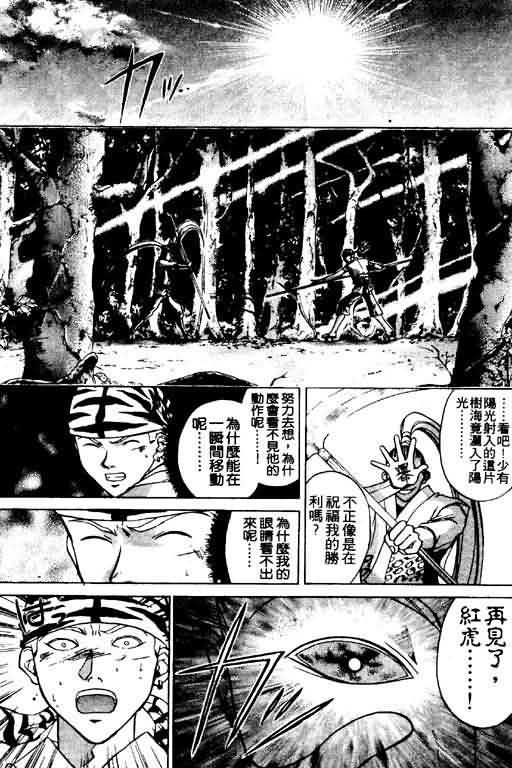 カッ
……看吧！少有
陽光射入的這片
樹海竟灑入了陽
光。
不正像是在
祝福我的勝
利嗎？
努力去想，為什
麼會看不見他的
動作呢……！
為什麼能在
一瞬間移動
呢……
為什麼我的
眼睛看不出
來呢……
再見了，
紅虎……！
カッ
はっ